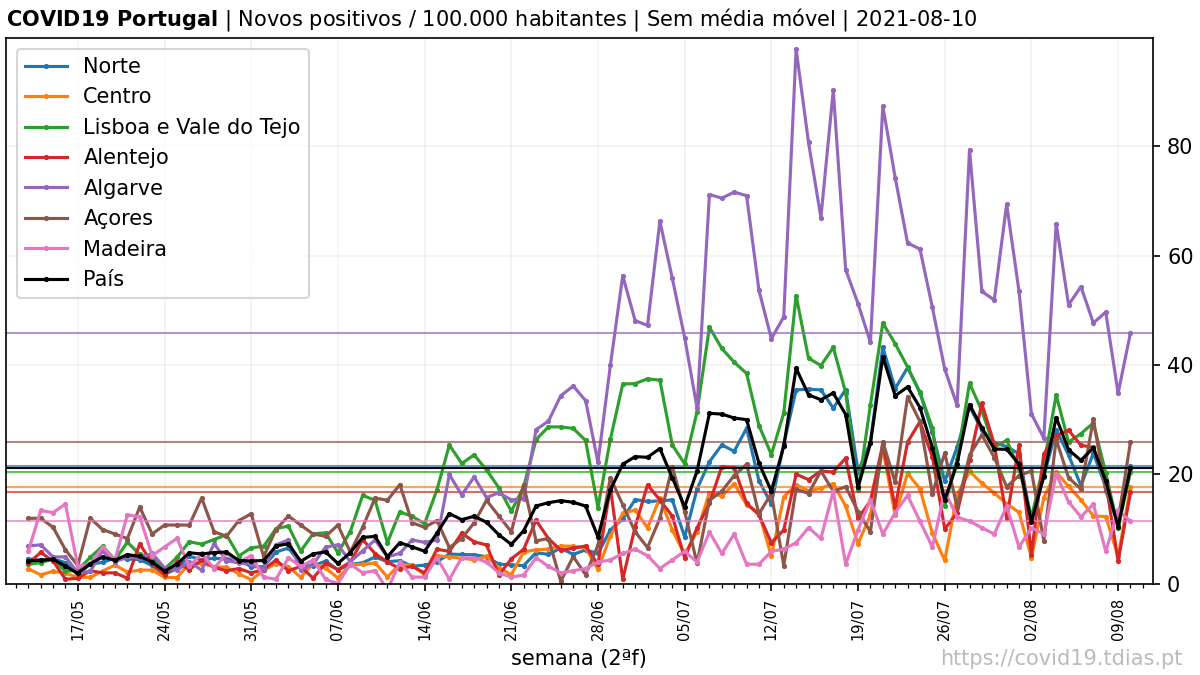 COVID19 Portugal | Novos positivos / 100.000 habitantes | Sem média móvel | 2021-08-10
Norte
Centro
Lisboa e Vale do Tejo
Alentejo
Algarve
Açores
Madeira
País
80
60
40
20
0
17/05
24/05
31/05
07/06
14/06
21/06
28/06
05/07
12/07
19/07
26/07
02/08
09/08
semana (2ªf)
https://covid19.tdias.pt